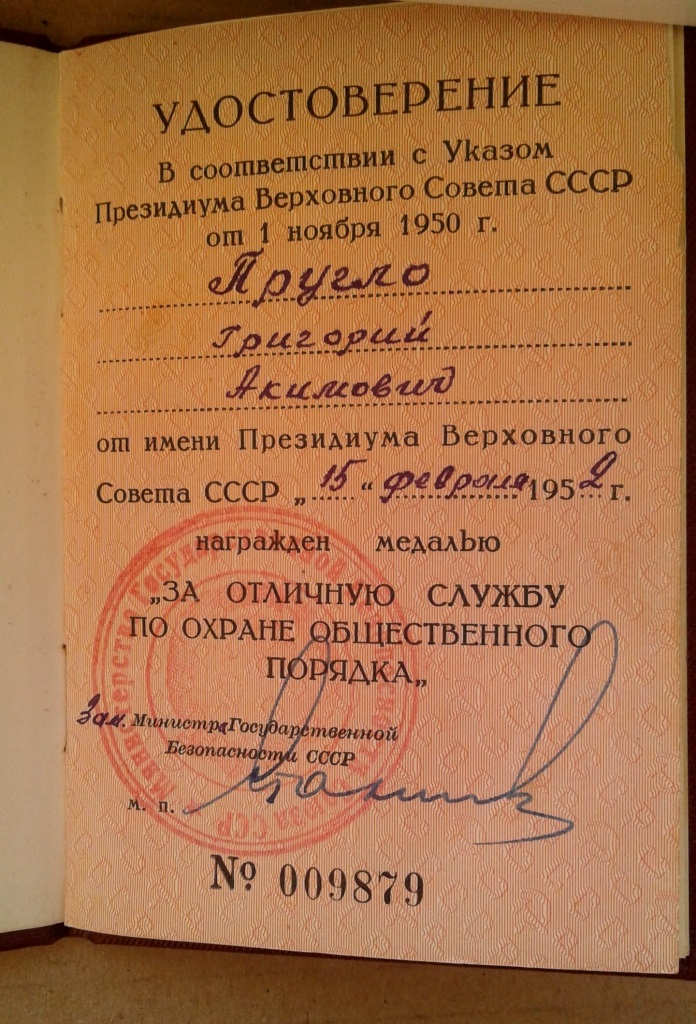 УДОСТОВЕРЕНИЕ
В соответствии с Указом
Президиума Верховного Совета СССР
от 1 ноября 1950 г.
Пругло
Григорий
Акимович
от имени Президиума Верховного
Совета СССР „15“ февраля 1952 г.
награжден медалью
„ЗА ОТЛИЧНУЮ СЛУЖБУ
ПО ОХРАНЕ ОБЩЕСТВЕННОГО
ПОРЯДКА„
Зам. Министра Государственной
Безопасности СССР
м. п.
№ 009879